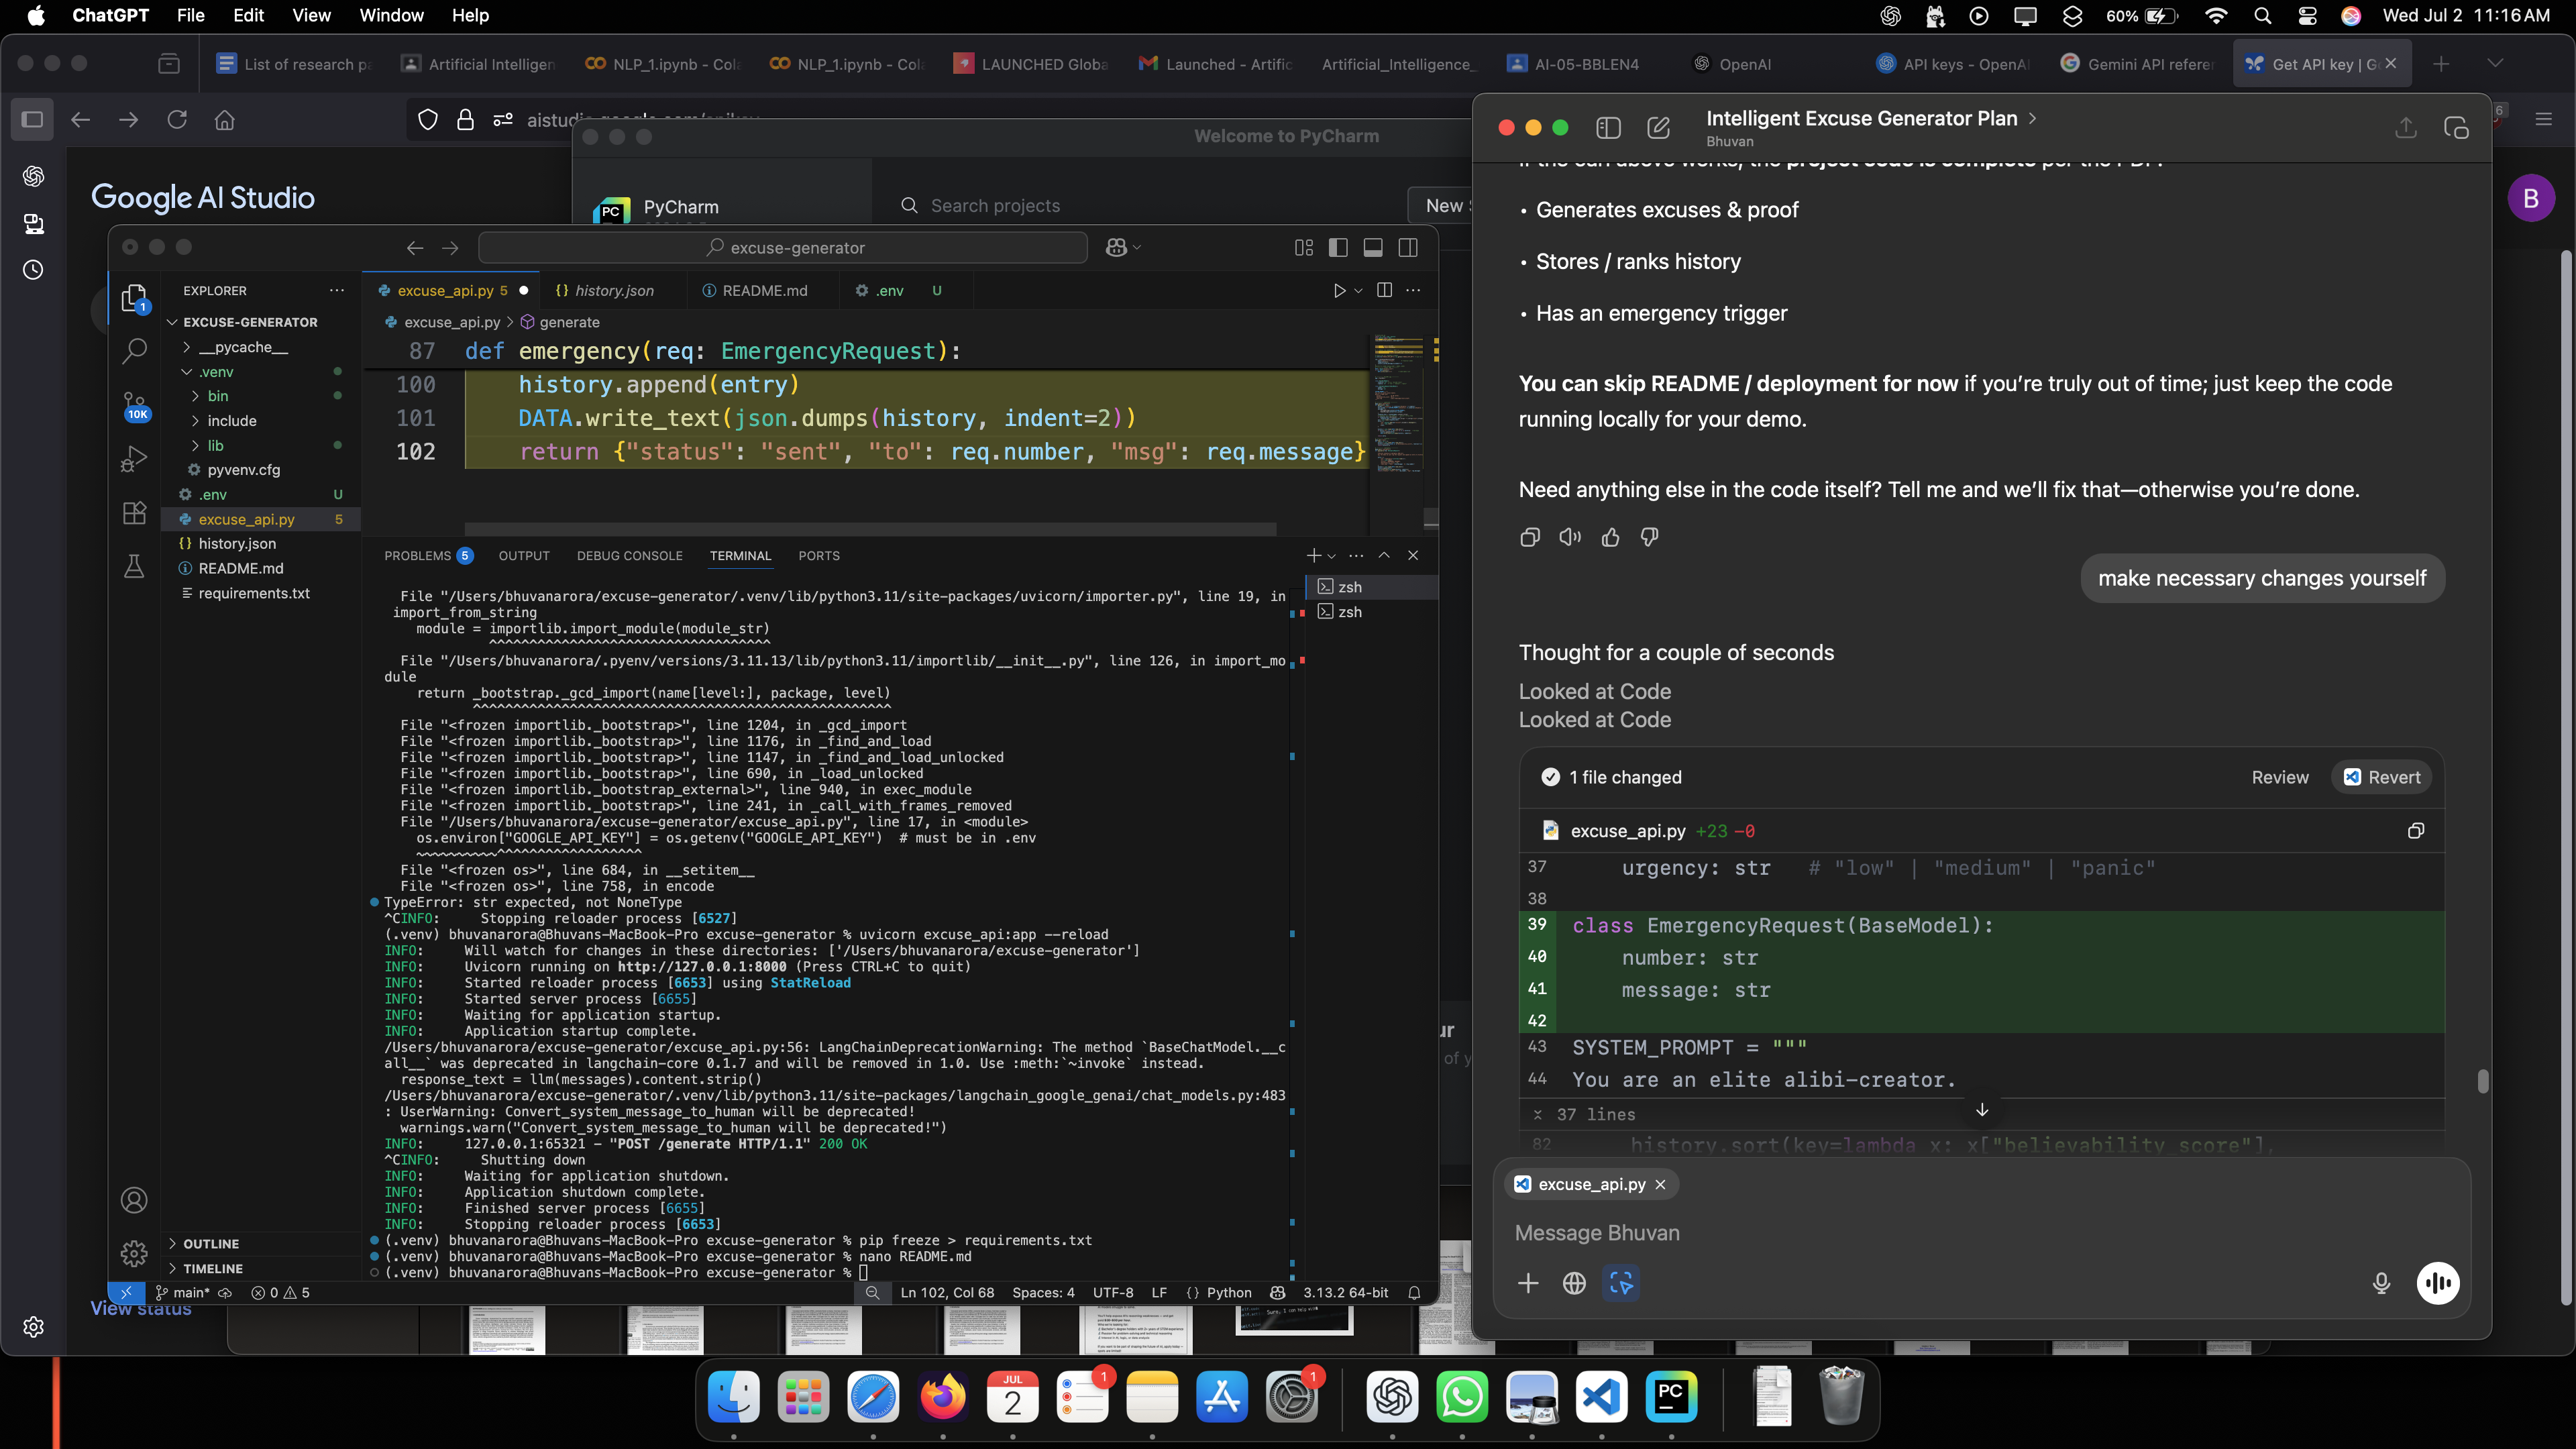 ChatGPT File Edit View Window Help
60% Wed Jul 2 11:16 AM
List of research pa
Artificial Intelligen
NLP_1.ipynb - Cola
NLP_1.ipynb - Cola
LAUNCHED Globa
Launched - Artific
Artificial_Intelligence_
AI-05-BBLEN4
OpenAI
API keys - OpenAI
Gemini API referen
Get API key | G
Google AI Studio
B
View status
Welcome to PyCharm
PC PyCharm
Search projects
New
excuse-generator
EXPLORER
EXCUSE-GENERATOR
__pycache__
.venv
bin
include
lib
pyvenv.cfg
.env U
excuse_api.py 5
history.json
README.md
requirements.txt
OUTLINE
TIMELINE
1
10K
excuse_api.py 5
history.json
README.md
.env U
excuse_api.py > generate
87 def emergency(req: EmergencyRequest):
100 history.append(entry)
101 DATA.write_text(json.dumps(history, indent=2))
102 return {"status": "sent", "to": req.number, "msg": req.message}
PROBLEMS 5 OUTPUT DEBUG CONSOLE TERMINAL PORTS
zsh
zsh
File "/Users/bhuvanarora/excuse-generator/.venv/lib/python3.11/site-packages/uvicorn/importer.py", line 19, in
import_from_string
module = importlib.import_module(module_str)
^^^^^^^^^^^^^^^^^^^^^^^^^^^^^^^^^^^
File "/Users/bhuvanarora/.pyenv/versions/3.11.13/lib/python3.11/importlib/__init__.py", line 126, in import_mo
dule
return _bootstrap._gcd_import(name[level:], package, level)
^^^^^^^^^^^^^^^^^^^^^^^^^^^^^^^^^^^^^^^^^^^^^^^^^^^^
File "<frozen importlib._bootstrap>", line 1204, in _gcd_import
File "<frozen importlib._bootstrap>", line 1176, in _find_and_load
File "<frozen importlib._bootstrap>", line 1147, in _find_and_load_unlocked
File "<frozen importlib._bootstrap>", line 690, in _load_unlocked
File "<frozen importlib._bootstrap_external>", line 940, in exec_module
File "<frozen importlib._bootstrap>", line 241, in _call_with_frames_removed
File "/Users/bhuvanarora/excuse-generator/excuse_api.py", line 17, in <module>
os.environ["GOOGLE_API_KEY"] = os.getenv("GOOGLE_API_KEY") # must be in .env
~~~~~~~~~~^^^^^^^^^^^^^^^^^^
File "<frozen os>", line 684, in __setitem__
File "<frozen os>", line 758, in encode
TypeError: str expected, not NoneType
^CINFO: Stopping reloader process [6527]
(.venv) bhuvanarora@Bhuvans-MacBook-Pro excuse-generator % uvicorn excuse_api:app --reload
INFO: Will watch for changes in these directories: ['/Users/bhuvanarora/excuse-generator']
INFO: Uvicorn running on http://127.0.0.1:8000 (Press CTRL+C to quit)
INFO: Started reloader process [6653] using StatReload
INFO: Started server process [6655]
INFO: Waiting for application startup.
INFO: Application startup complete.
/Users/bhuvanarora/excuse-generator/excuse_api.py:56: LangChainDeprecationWarning: The method `BaseChatModel.__c
all__` was deprecated in langchain-core 0.1.7 and will be removed in 1.0. Use :meth:`~invoke` instead.
response_text = llm(messages).content.strip()
/Users/bhuvanarora/excuse-generator/.venv/lib/python3.11/site-packages/langchain_google_genai/chat_models.py:483
: UserWarning: Convert_system_message_to_human will be deprecated!
warnings.warn("Convert_system_message_to_human will be deprecated!")
INFO: 127.0.0.1:65321 - "POST /generate HTTP/1.1" 200 OK
^CINFO: Shutting down
INFO: Waiting for application shutdown.
INFO: Application shutdown complete.
INFO: Finished server process [6655]
INFO: Stopping reloader process [6653]
(.venv) bhuvanarora@Bhuvans-MacBook-Pro excuse-generator % pip freeze > requirements.txt
(.venv) bhuvanarora@Bhuvans-MacBook-Pro excuse-generator % nano README.md
(.venv) bhuvanarora@Bhuvans-MacBook-Pro excuse-generator %
main* 0 5 Ln 102, Col 68 Spaces: 4 UTF-8 LF {} Python 3.13.2 64-bit
Intelligent Excuse Generator Plan >
Bhuvan
• Generates excuses & proof
• Stores / ranks history
• Has an emergency trigger
You can skip README / deployment for now if you're truly out of time; just keep the code
running locally for your demo.
Need anything else in the code itself? Tell me and we'll fix that—otherwise you're done.
make necessary changes yourself
Thought for a couple of seconds
Looked at Code
Looked at Code
1 file changed Review Revert
excuse_api.py +23 -0
37 urgency: str # "low" | "medium" | "panic"
38
39 class EmergencyRequest(BaseModel):
40 number: str
41 message: str
42
43 SYSTEM_PROMPT = """
44 You are an elite alibi-creator.
37 lines
82 history.sort(key=lambda x: x["believability_score"],
excuse_api.py ×
Message Bhuvan
JUL
2
1
1
PC